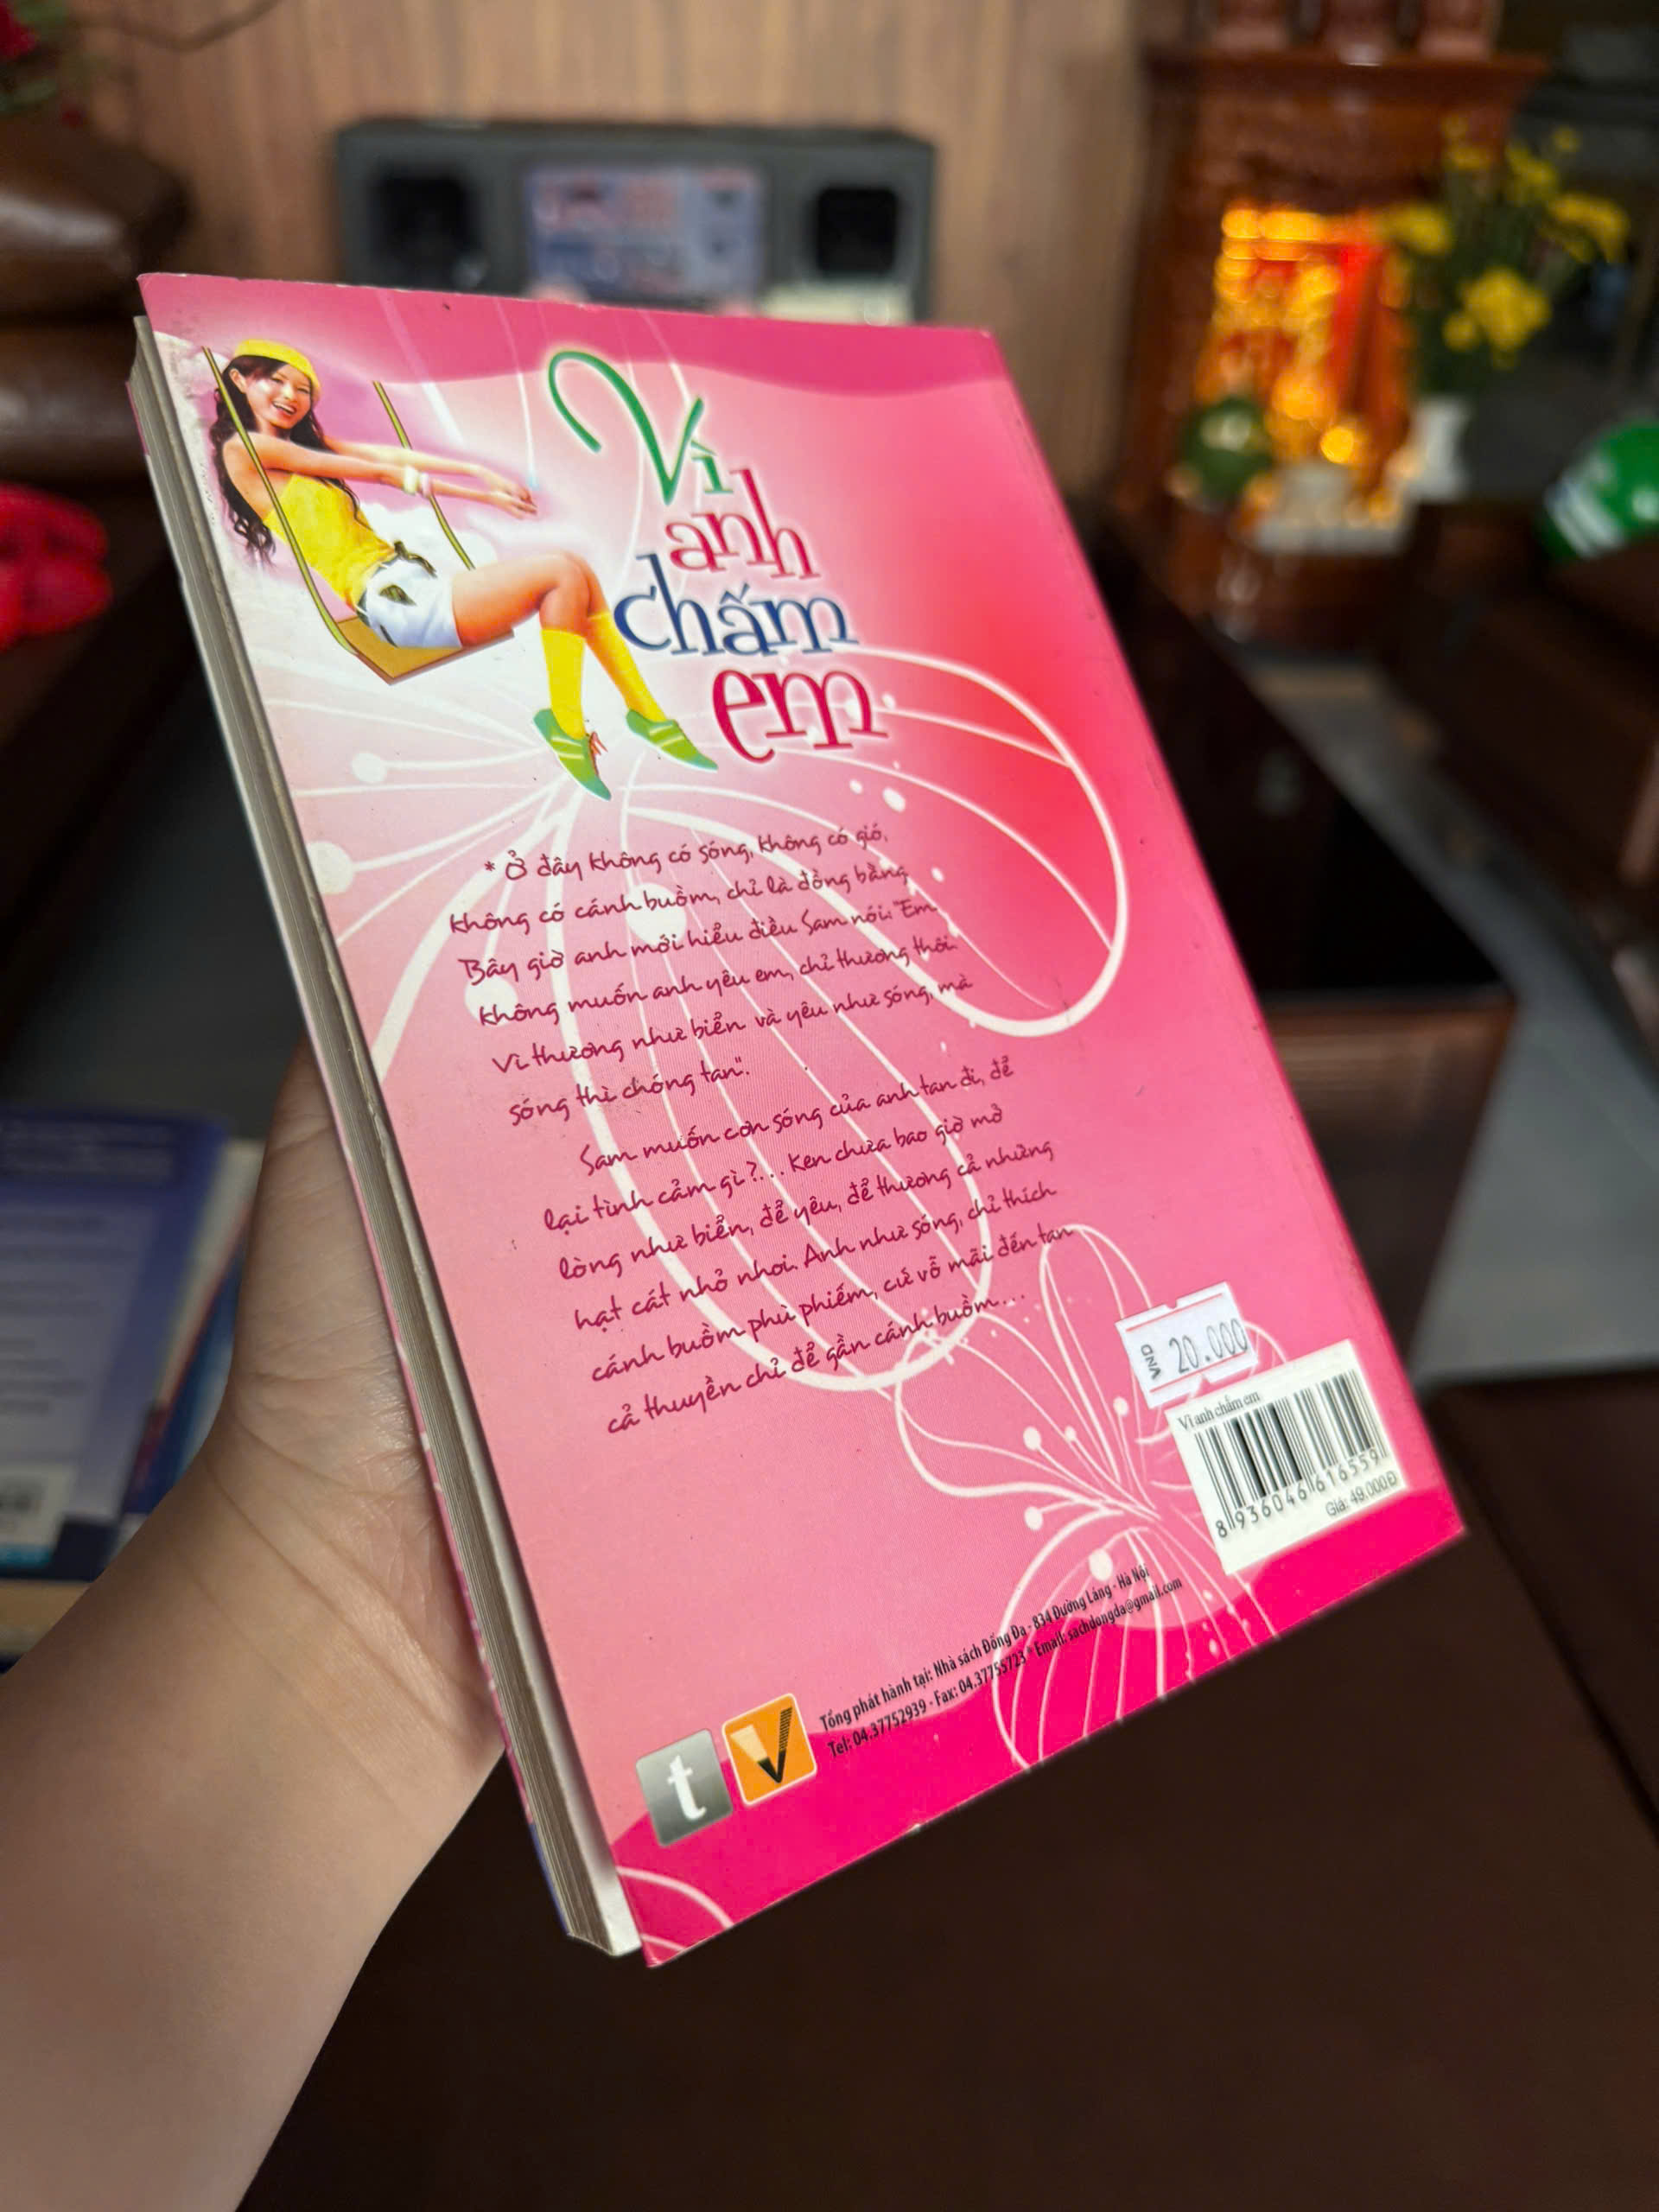 Vì
anh
chấm
em
* Ở đây không có sóng, không có gió,
không có cánh buồm, chỉ là đồng bằng.
Bây giờ anh mới hiểu điều Sam nói: "Em
không muốn anh yêu em, chỉ thương thôi.
Vì thương như biển và yêu như sóng, mà
sóng thì chóng tan".
Sam muốn cơn sóng của anh tan đi, để
lại tình cảm gì?... Ken chưa bao giờ mở
lòng như biển, để yêu, để thương cả những
hạt cát nhỏ nhoi. Anh như sóng, chỉ thích
cánh buồm phù phiếm, cứ vỗ mãi đến tan
cả thuyền chỉ để gần cánh buồm...
VND 20.000
Vì anh chấm em
8936046616559
Giá: 49.000Đ
Tổng phát hành tại: Nhà sách Đống Đa - 834 Đường Láng - Hà Nội
Tel: 04.37752939 - Fax: 04.37755723 * Email: sachdongda@gmail.com
t V